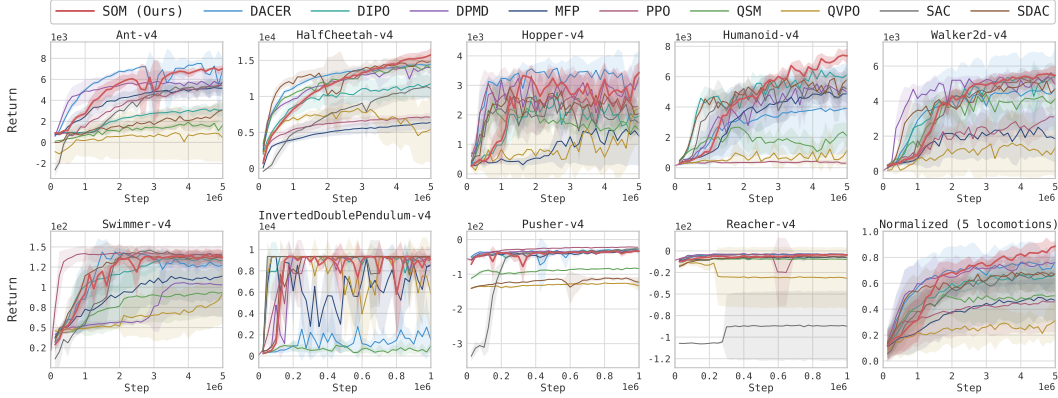 SOM (Ours) DACER DIPO DPMD MFP PPO QSM QVPO SAC SDAC
Ant-v4 HalfCheetah-v4 Hopper-v4 Humanoid-v4 Walker2d-v4
1e3 1e4 1e3 1e3 1e3
8 6 4 2 0 -2
1.5 1.0 0.5 0.0
4 3 2 1 0
8 6 4 2 0
6 4 2 0
Return
0 1 2 3 4 5
0 1 2 3 4 5
0 1 2 3 4 5
0 1 2 3 4 5
0 1 2 3 4 5
Step Step Step Step Step
1e6 1e6 1e6 1e6 1e6
Swimmer-v4 InvertedDoublePendulum-v4 Pusher-v4 Reacher-v4 Normalized (5 locomotions)
1e2 1e4 1e2 1e2
1.5 1.2 1 0.8 0.5 0.2
1 0.8 0.6 0.4 0.2 0
0 -1 -2 -3
0 -0.2 -0.5 -0.8 -1 -1.2
1.0 0.8 0.6 0.4 0.2 0.0
Return
0 1 2 3 4 5
0 0.2 0.4 0.6 0.8 1
0 0.2 0.4 0.6 0.8 1
0 0.2 0.4 0.6 0.8 1
0 1 2 3 4 5
Step Step Step Step Step
1e6 1e6 1e6 1e6 1e6